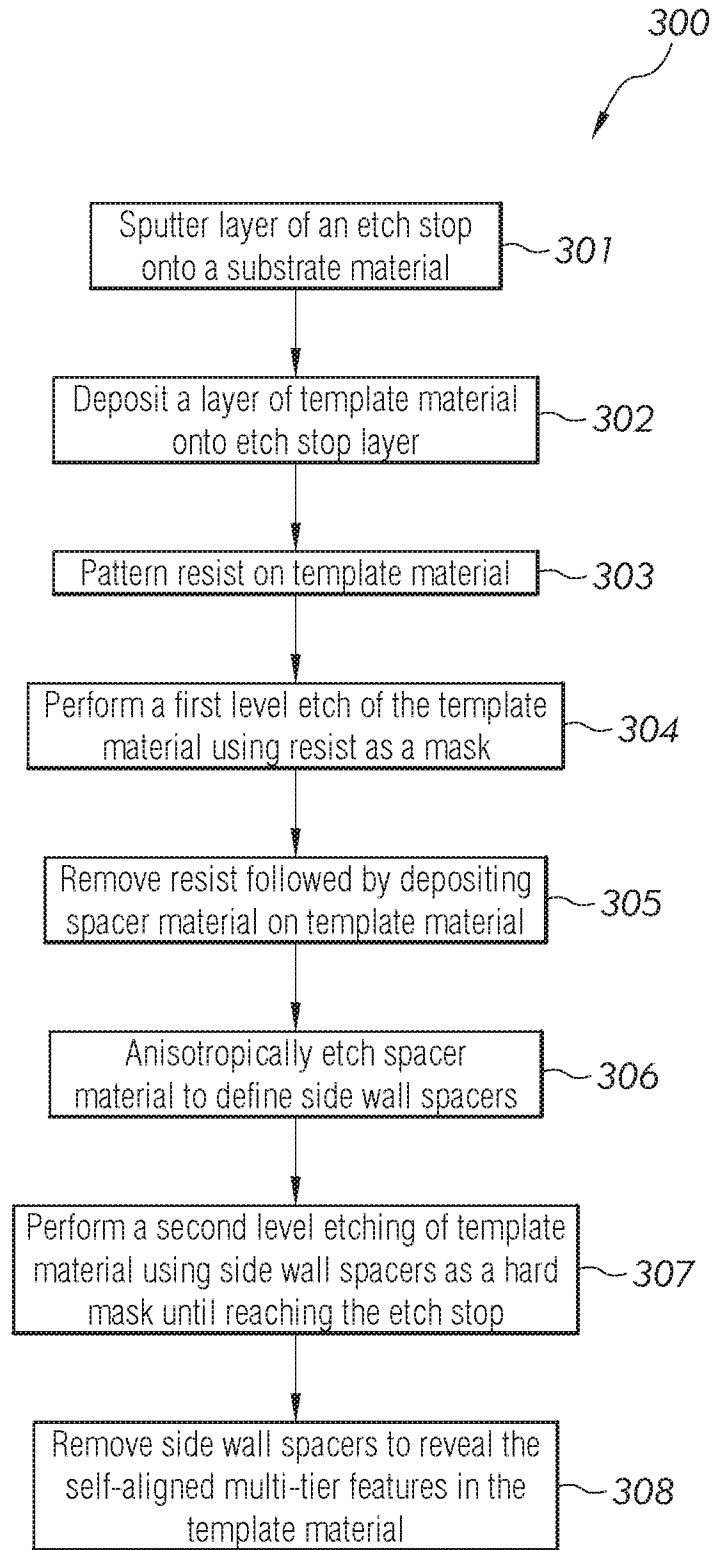 300
Sputter layer of an etch stop
onto a substrate material
301
Deposit a layer of template material
onto etch stop layer
302
Pattern resist on template material
303
Perform a first level etch of the template
material using resist as a mask
304
Remove resist followed by depositing
spacer material on template material
305
Anisotropically etch spacer
material to define side wall spacers
306
Perform a second level etching of template
material using side wall spacers as a hard
mask until reaching the etch stop
307
Remove side wall spacers to reveal the
self-aligned multi-tier features in the
template material
308